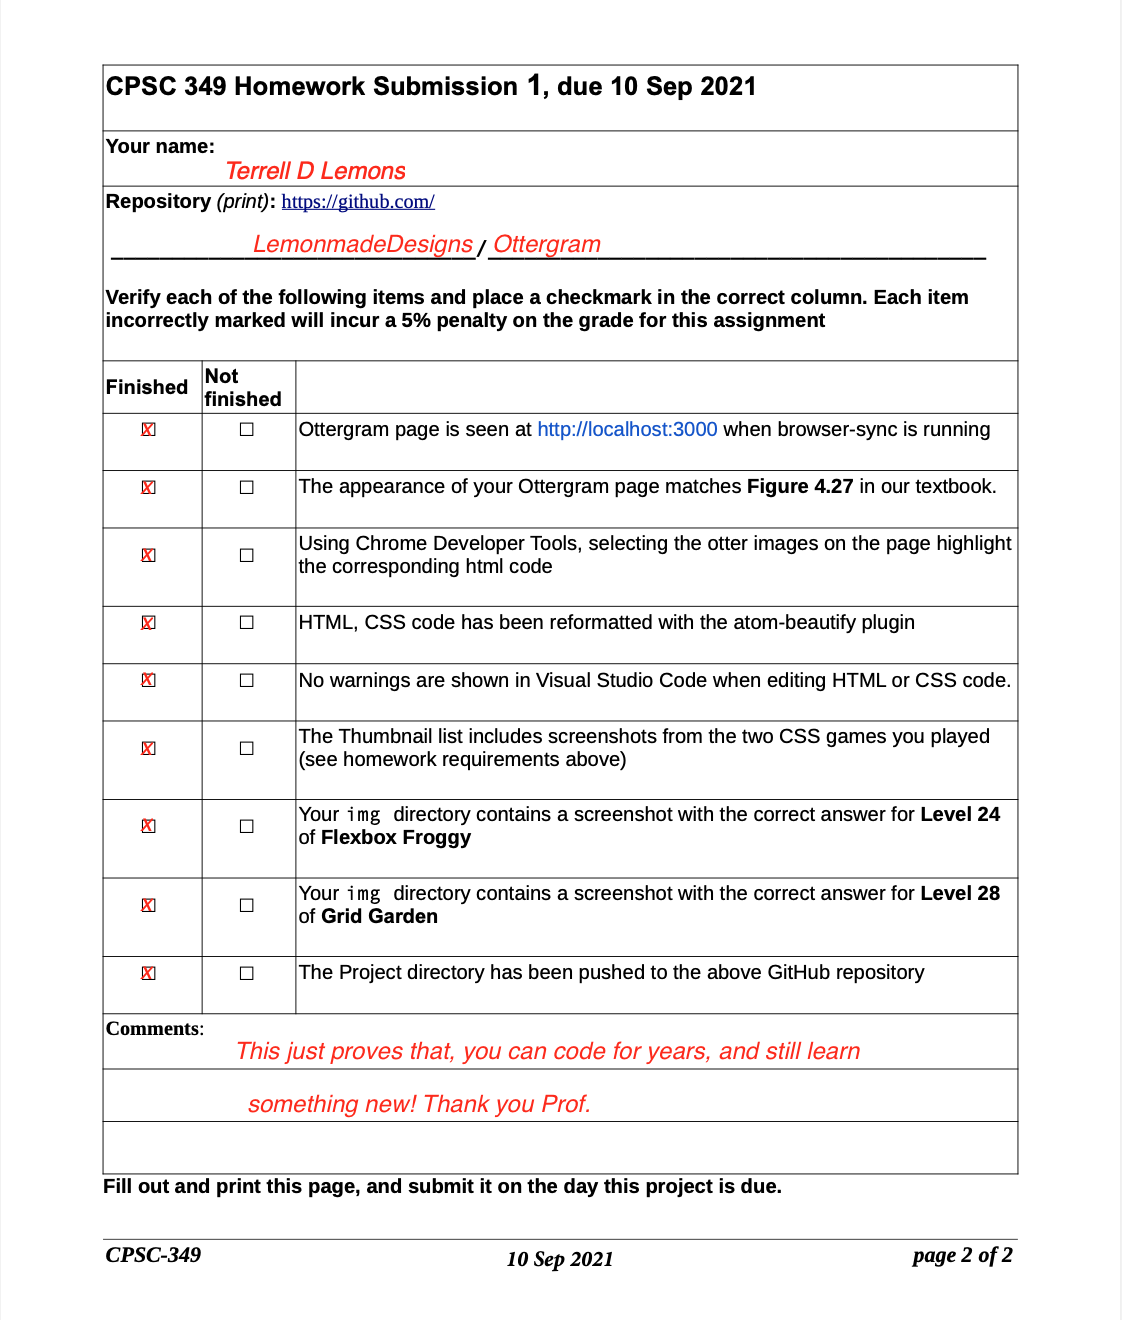 CPSC 349 Homework Submission 1, due 10 Sep 2021
Your name:
Terrell D Lemons
Repository (print): https://github.com/
LemonmadeDesigns / Ottergram
Verify each of the following items and place a checkmark in the correct column. Each item
incorrectly marked will incur a 5% penalty on the grade for this assignment
Finished
Not
finished
X ☐ Ottergram page is seen at http://localhost:3000 when browser-sync is running
X ☐ The appearance of your Ottergram page matches Figure 4.27 in our textbook.
X ☐ Using Chrome Developer Tools, selecting the otter images on the page highlight
the corresponding html code
X ☐ HTML, CSS code has been reformatted with the atom-beautify plugin
X ☐ No warnings are shown in Visual Studio Code when editing HTML or CSS code.
X ☐ The Thumbnail list includes screenshots from the two CSS games you played
(see homework requirements above)
X ☐ Your img directory contains a screenshot with the correct answer for Level 24
of Flexbox Froggy
X ☐ Your img directory contains a screenshot with the correct answer for Level 28
of Grid Garden
X ☐ The Project directory has been pushed to the above GitHub repository
Comments:
This just proves that, you can code for years, and still learn
something new! Thank you Prof.
Fill out and print this page, and submit it on the day this project is due.
CPSC-349 10 Sep 2021 page 2 of 2